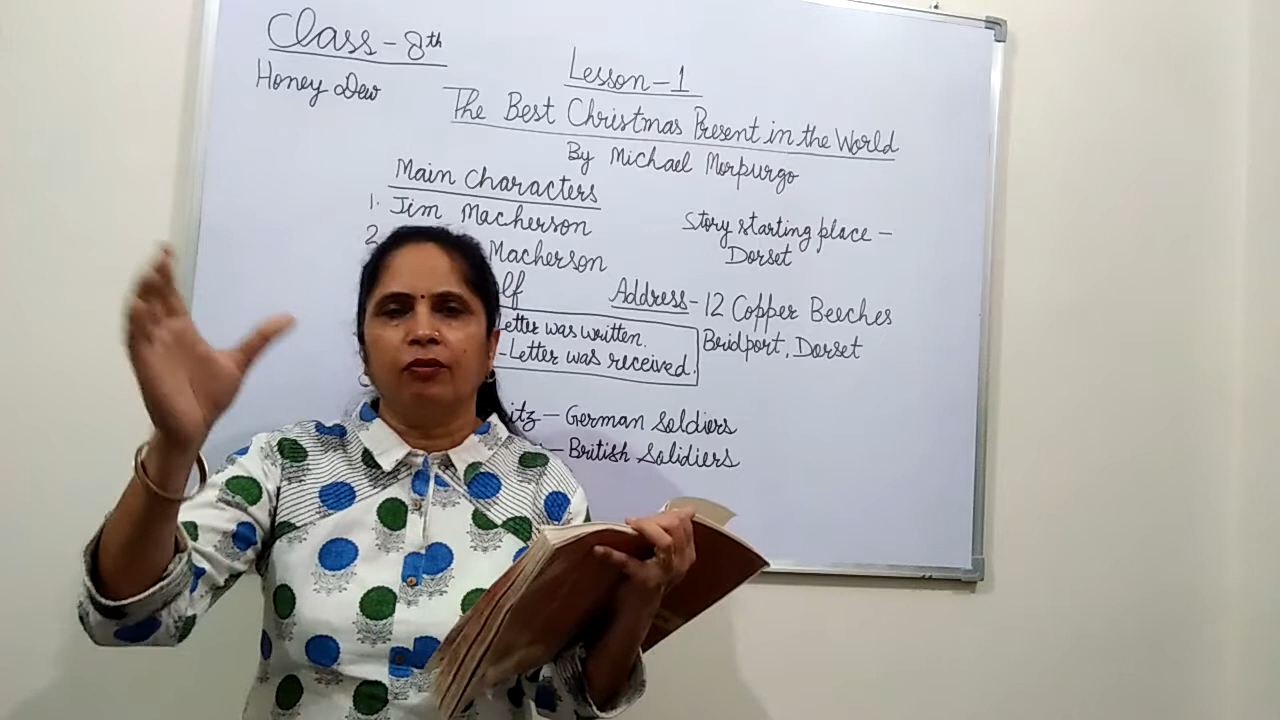 Class - 8th
Honey Dew
Lesson - 1
The Best Christmas Present in the World
By Michael Morpurgo
Main characters
1. Jim Macherson
2. Macherson
Story starting place -
Dorset
Address - 12 Copper Beeches
Bridport, Dorset
Letter was written.
- Letter was received.
- German Soldiers
- British Solidiers